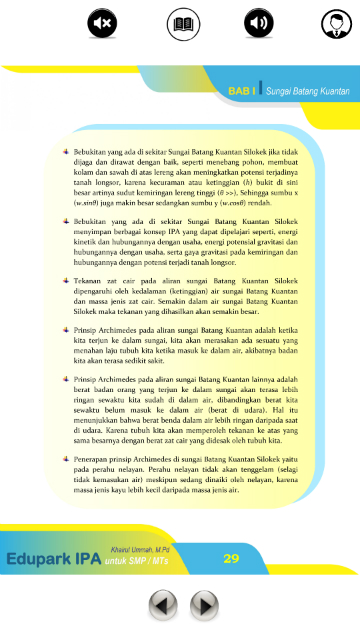 BAB I Sungai Batang Kuantan
Bebukitan yang ada di sekitar Sungai Batang Kuantan Silokek jika tidak
dijaga dan dirawat dengan baik, seperti menebang pohon, membuat
kolam dan sawah di atas lereng akan meningkatkan potensi terjadinya
tanah longsor, karena kecuraman atau ketinggian (h) bukit di sini
besar artinya sudut kemiringan lereng tinggi (θ >>). Sehingga sumbu x
(w.sinθ) juga makin besar sedangkan sumbu y (w.cosθ) rendah.
Bebukitan yang ada di sekitar Sungai Batang Kuantan Silokek
menyimpan berbagai konsep IPA yang dapat dipelajari seperti, energi
kinetik dan hubungannya dengan usaha, energi potensial gravitasi dan
hubungannya dengan usaha, serta gaya gravitasi pada kemiringan dan
hubungannya dengan potensi terjadi tanah longsor.
Tekanan zat cair pada aliran sungai Batang Kuantan Silokek
dipengaruhi oleh kedalaman (ketinggian) air sungai Batang Kuantan
dan massa jenis zat cair. Semakin dalam air sungai Batang Kuantan
Silokek maka tekanan yang dihasilkan akan semakin besar.
Prinsip Archimedes pada aliran sungai Batang Kuantan adalah ketika
kita terjun ke dalam sungai, kita akan merasakan ada sesuatu yang
menahan laju tubuh kita ketika masuk ke dalam air, akibatnya badan
kita akan terasa sedikit sakit.
Prinsip Archimedes pada aliran sungai Batang Kuantan lainnya adalah
berat badan orang yang terjun ke dalam sungai akan terasa lebih
ringan sewaktu kita sudah di dalam air, dibandingkan berat kita
sewaktu belum masuk ke dalam air (berat di udara). Hal itu
menunjukkan bahwa berat benda dalam air lebih ringan daripada saat
di udara. Karena tubuh kita akan memperoleh tekanan ke atas yang
sama besarnya dengan berat zat cair yang didesak oleh tubuh kita.
Penerapan prinsip Archimedes di sungai Batang Kuantan Silokek yaitu
pada perahu nelayan. Perahu nelayan tidak akan tenggelam (selagi
tidak kemasukan air) meskipun sedang dinaiki oleh nelayan, karena
massa jenis kayu lebih kecil daripada massa jenis air.
Khairul Ummah, M.Pd
Edupark IPA untuk SMP / MTs
29